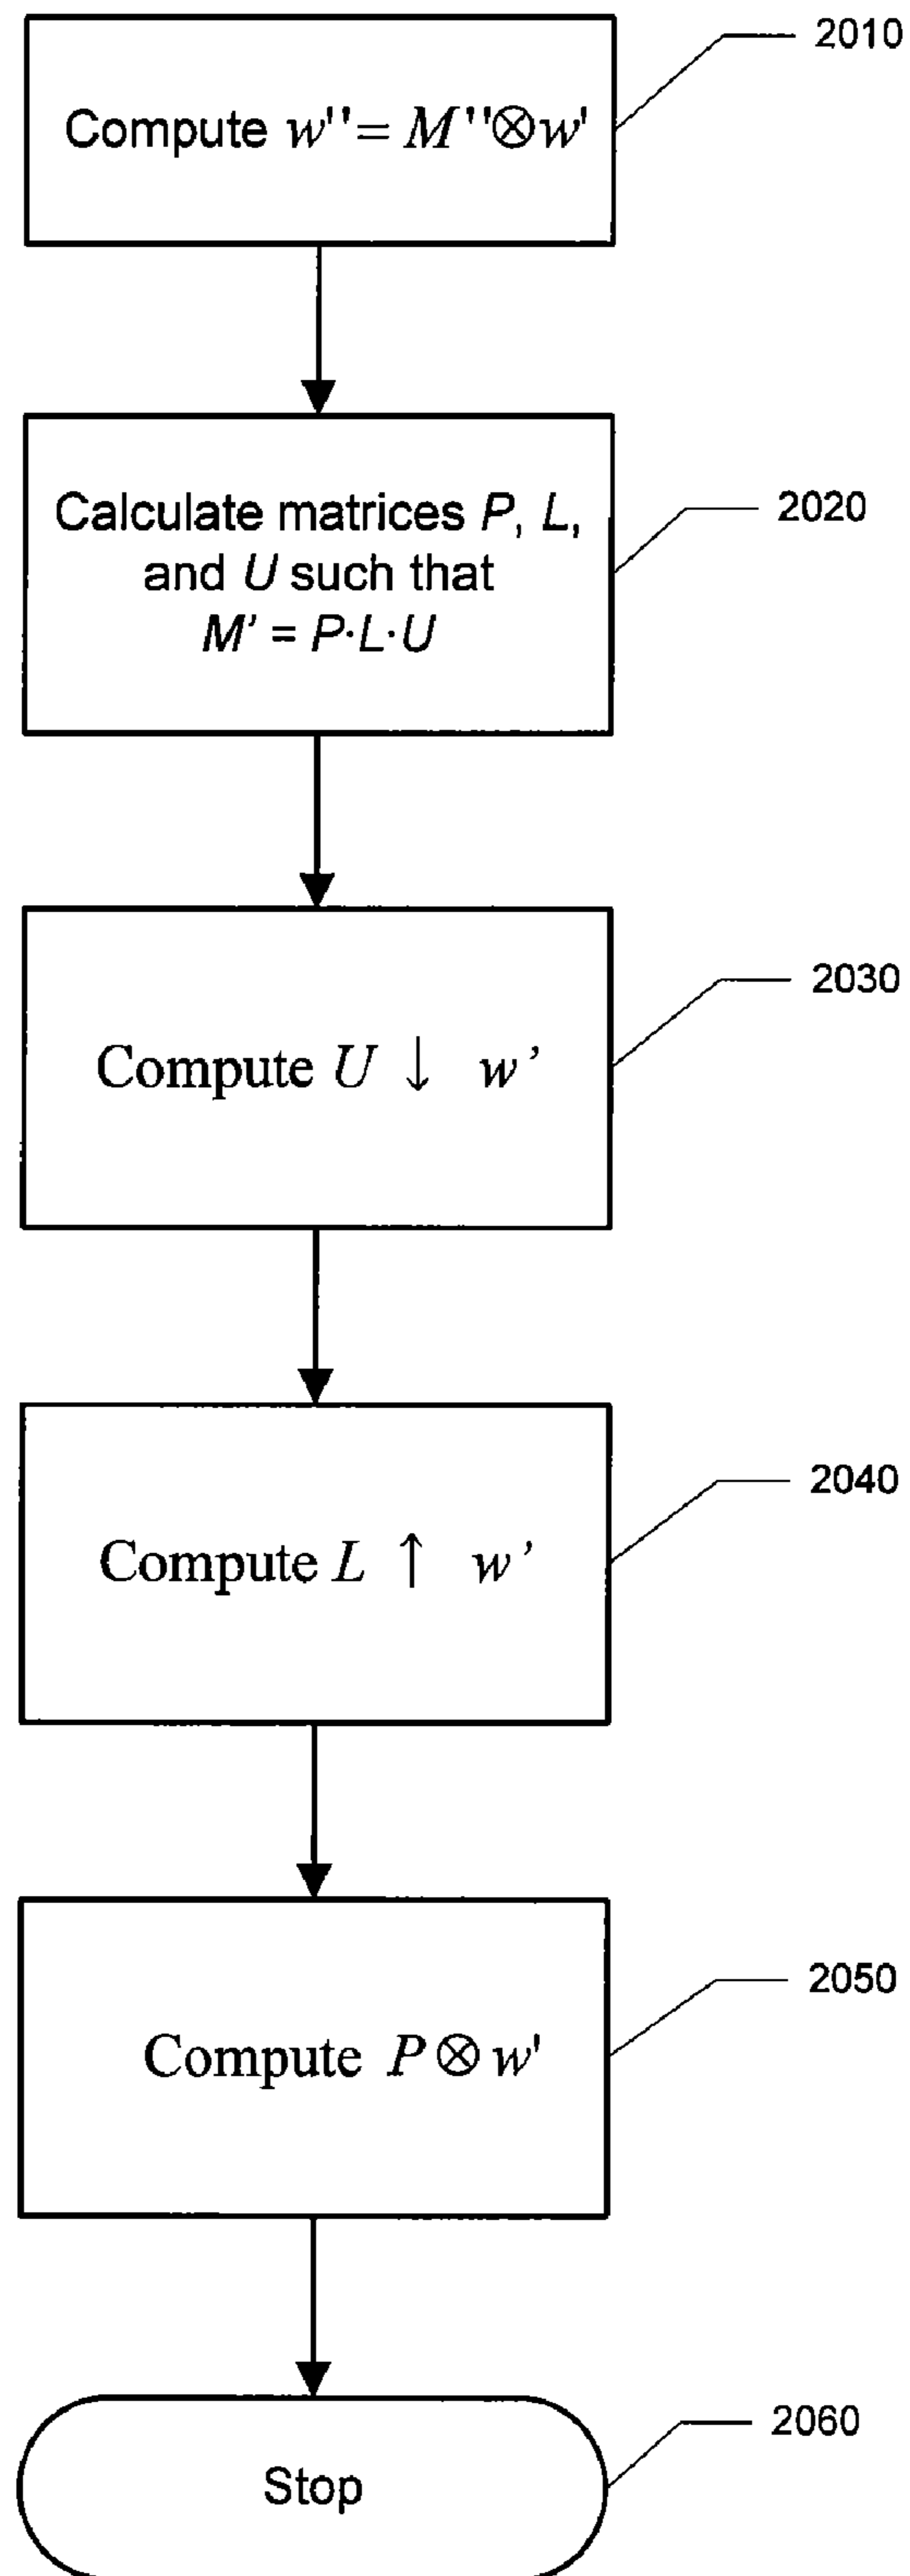 2010
Compute w''= M''⊗w'
Calculate matrices P, L,
and U such that
M' = P·L·U
2020
2030
Compute U ↓ w'
2040
Compute L ↑ w'
2050
Compute P⊗w'
2060
Stop